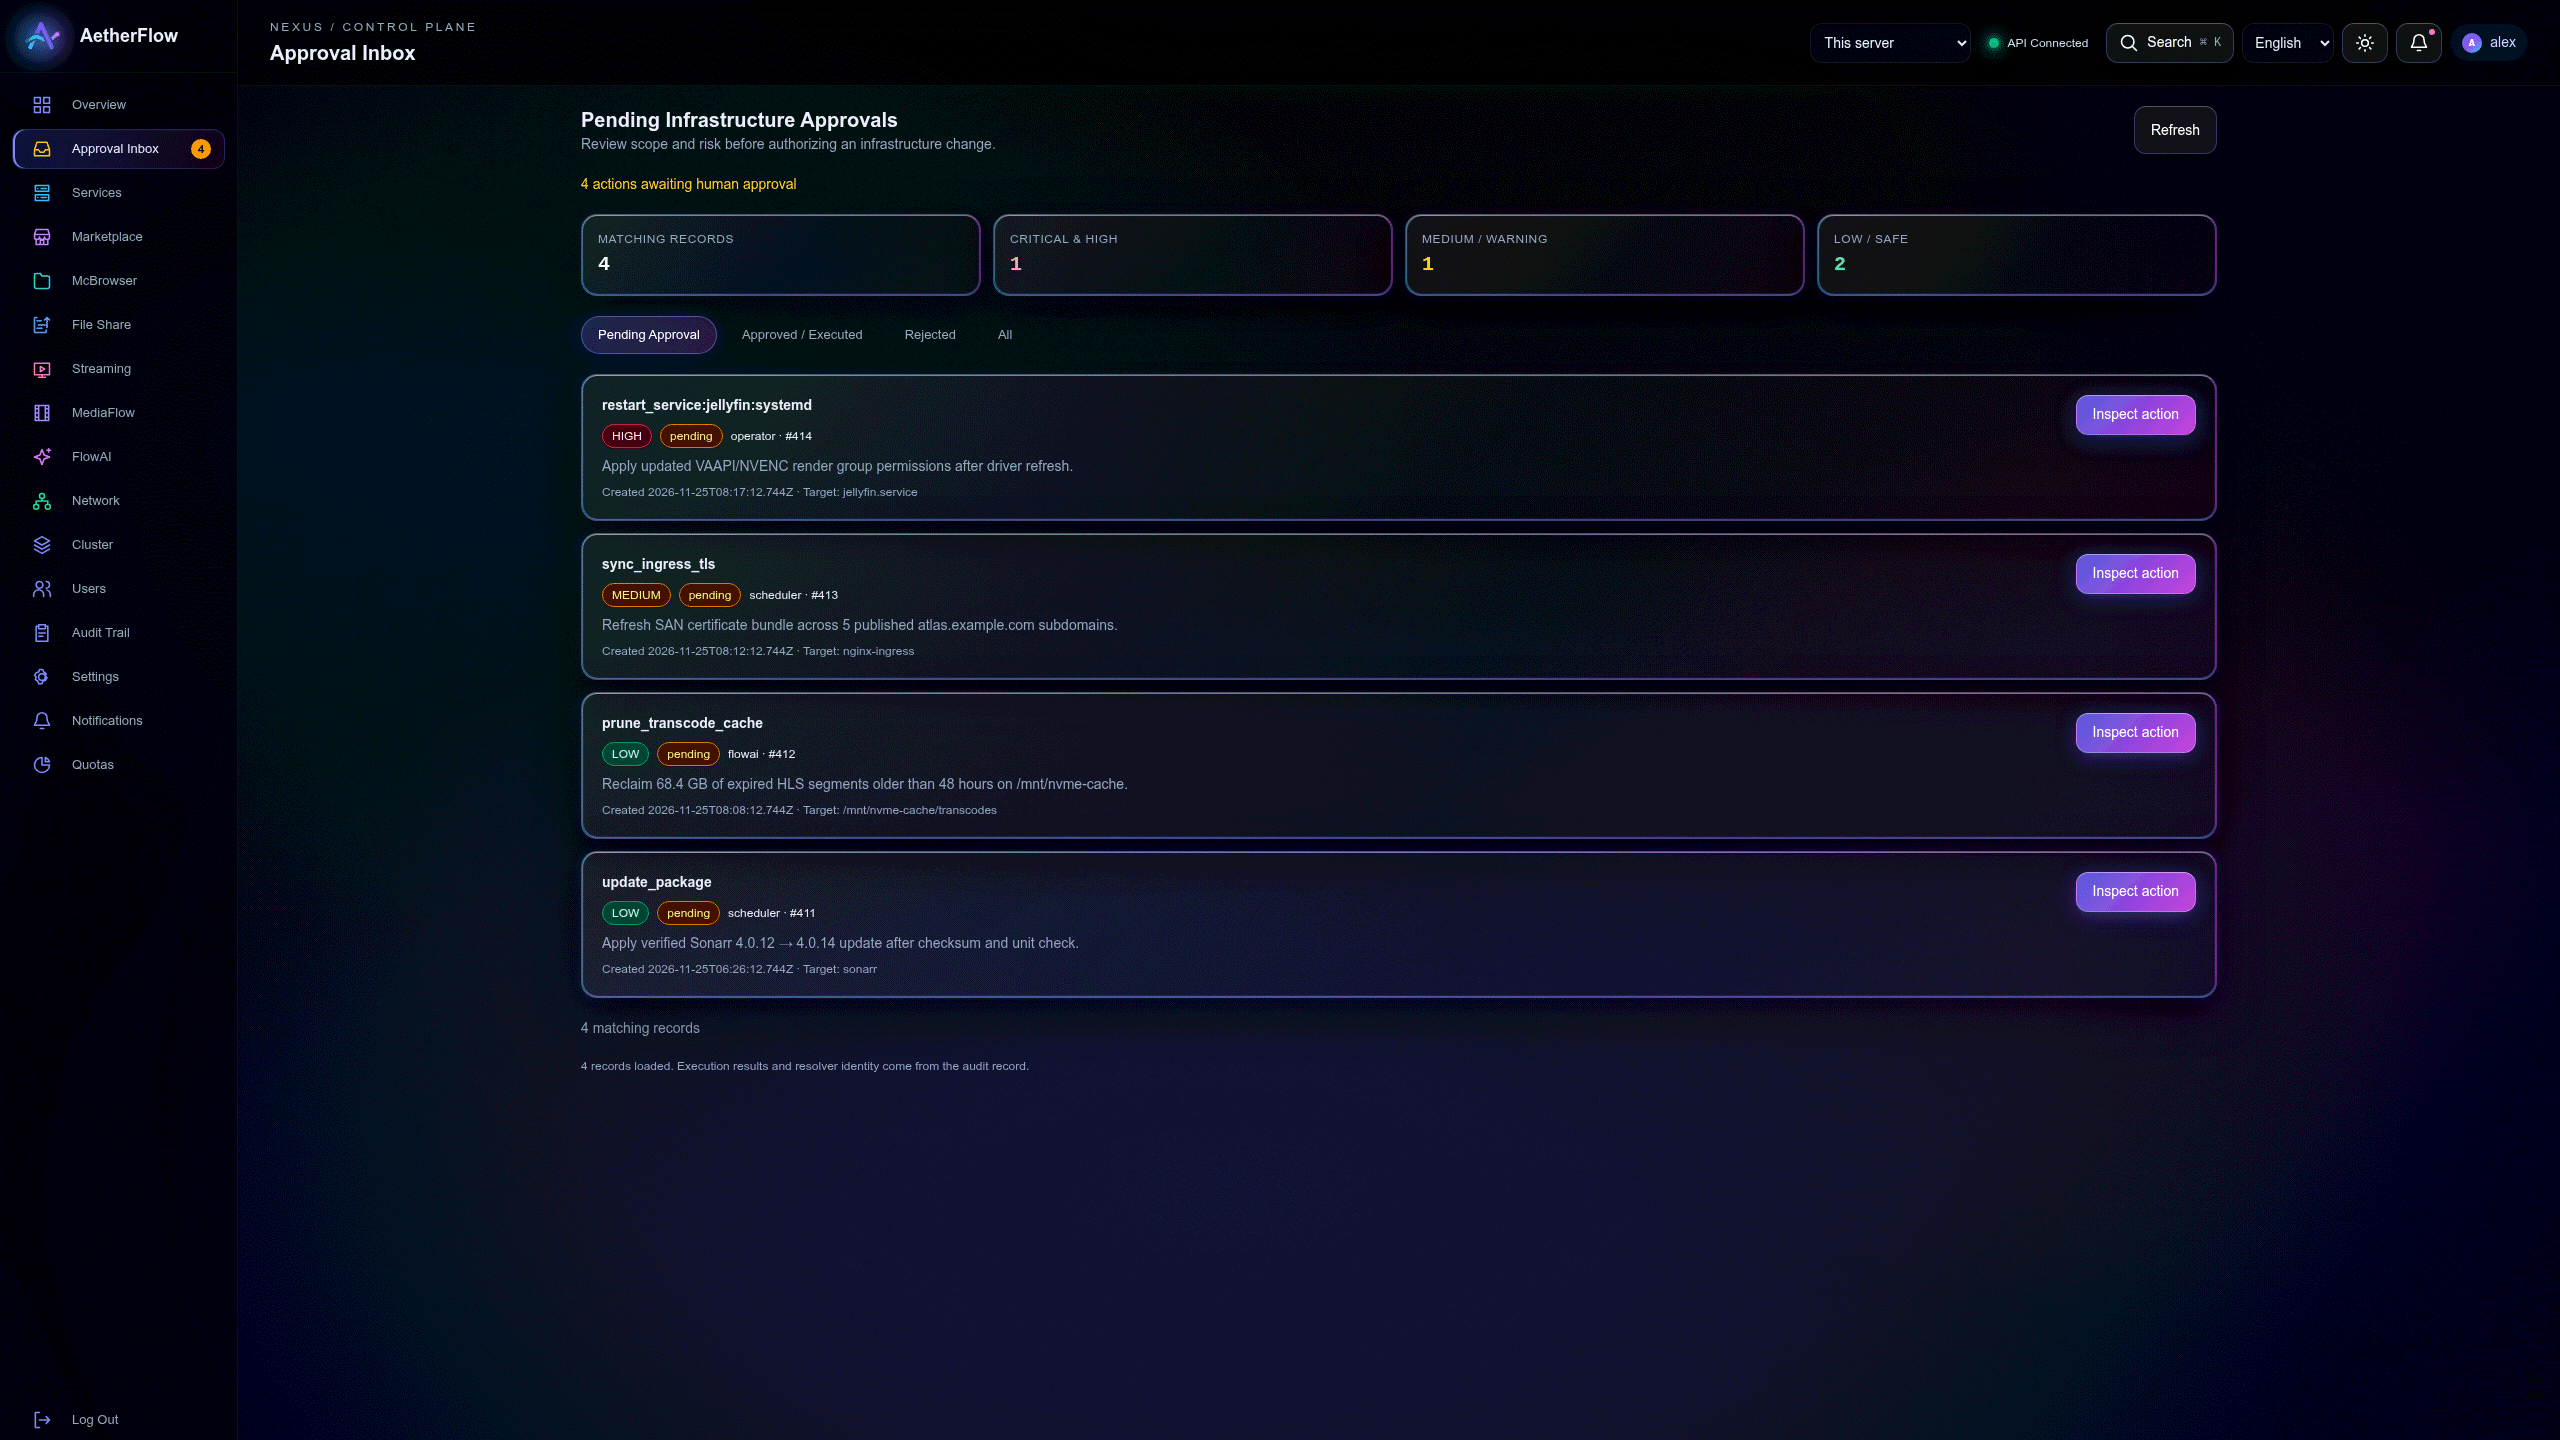 AetherFlow
NEXUS / CONTROL PLANE
Approval Inbox
This server
API Connected
Search ⌘ K
English
A alex
Overview
Approval Inbox 4
Services
Marketplace
McBrowser
File Share
Streaming
MediaFlow
FlowAI
Network
Cluster
Users
Audit Trail
Settings
Notifications
Quotas
Log Out
Pending Infrastructure Approvals
Review scope and risk before authorizing an infrastructure change.
Refresh
4 actions awaiting human approval
MATCHING RECORDS
4
CRITICAL & HIGH
1
MEDIUM / WARNING
1
LOW / SAFE
2
Pending Approval Approved / Executed Rejected All
restart_service:jellyfin:systemd
HIGH pending operator · #414
Apply updated VAAPI/NVENC render group permissions after driver refresh.
Created 2026-11-25T08:17:12.744Z · Target: jellyfin.service
Inspect action
sync_ingress_tls
MEDIUM pending scheduler · #413
Refresh SAN certificate bundle across 5 published atlas.example.com subdomains.
Created 2026-11-25T08:12:12.744Z · Target: nginx-ingress
Inspect action
prune_transcode_cache
LOW pending flowai · #412
Reclaim 68.4 GB of expired HLS segments older than 48 hours on /mnt/nvme-cache.
Created 2026-11-25T08:08:12.744Z · Target: /mnt/nvme-cache/transcodes
Inspect action
update_package
LOW pending scheduler · #411
Apply verified Sonarr 4.0.12 → 4.0.14 update after checksum and unit check.
Created 2026-11-25T06:26:12.744Z · Target: sonarr
Inspect action
4 matching records
4 records loaded. Execution results and resolver identity come from the audit record.